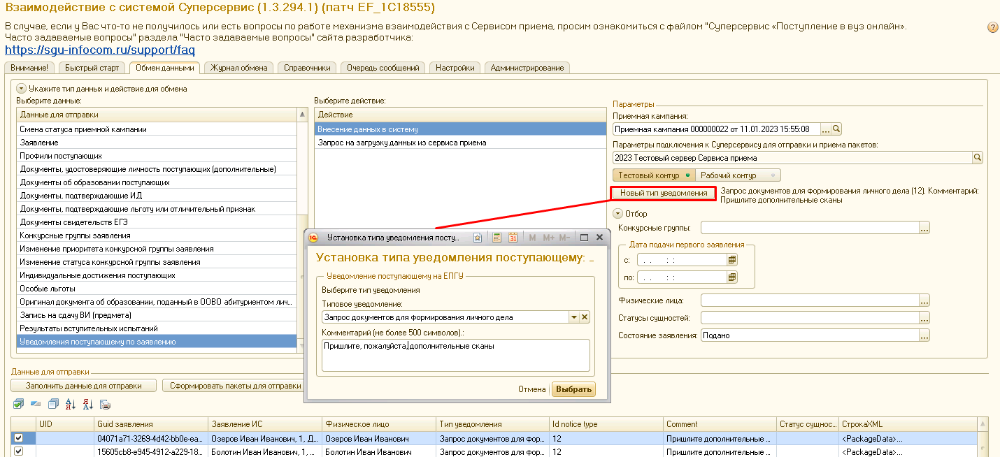 Взаимодействие с системой Суперсервис (1.3.294.1) (патч EF_1C18555)
В случае, если у Вас что-то не получилось или есть вопросы по работе механизма взаимодействия с Сервисом приема, просим ознакомиться с файлом "Суперсервис «Поступление в вуз онлайн».
Часто задаваемые вопросы" раздела "Часто задаваемые вопросы" сайта разработчика:
https://sgu-infocom.ru/support/faq
Внимание! Быстрый старт Обмен данными Журнал обмена Справочники Очередь сообщений Настройки Администрирование
Укажите тип данных и действие для обмена
Выберите данные:
Данные для отправки
Смена статуса приемной кампании
Заявление
Профили поступающих
Документы, удостоверяющие личность поступающих (дополнительные)
Документы об образовании поступающих
Документы, подтверждающие ИД
Документы, подтверждающие льготу или отличительный признак
Документы свидетельств ЕГЭ
Конкурсные группы заявления
Изменение приоритета конкурсной группы заявления
Изменение статуса конкурсной группы заявления
Индивидуальные достижения поступающих
Особые льготы
Оригинал документа об образовании, поданный в ООВО абитуриентом лич...
Запись на сдачу ВИ (предмета)
Результаты вступительных испытаний
Уведомления поступающему по заявлению
Выберите действие:
Действие
Внесение данных в систему
Запрос на загрузку данных из сервиса приема
Параметры
Приемная кампания:
Приемная кампания 000000022 от 11.01.2023 15:55:08 ...
Параметры подключения к Суперсервису для отправки и приема пакетов:
2023 Тестовый сервер Сервиса приема
Тестовый контур Рабочий контур
Новый тип уведомления Запрос документов для формирования личного дела (12). Комментарий:
Пришлите дополнительные сканы
Отбор
Конкурсные группы: ...
Дата подачи первого заявления
с: . . : :
по: . . : :
Физические лица: ...
Статусы сущностей: ...
Состояние заявления: Подано ...
Установка типа уведомления посту... 31 M M+ M-
Установка типа уведомления поступающему: ...
Уведомление поступающему на ЕПГУ
Выберите тип уведомления
Типовое уведомление:
Запрос документов для формирования личного дела
Комментарий (не более 500 символов).:
Пришлите, пожалуйста,дополнительные сканы
Отмена Выбрать
Данные для отправки
Заполнить данные для отправки Сформировать пакеты для отправки
UID Guid заявления Заявление ИС Физическое лицо Тип уведомления Id notice type Comment Статус сущнос... СтрокаXML
04071a71-3269-4d42-bb0e-ea... Озеров Иван Иванович, 1, Д... Озеров Иван Иванович Запрос документов для фор... 12 Пришлите дополнительные ... <PackageData>...
15605cb8-e945-4912-a229-18... Болотин Иван Иванович, 1, ... Болотин Иван Иванович Запрос документов для фор... 12 Пришлите дополнительные ... <PackageData>...